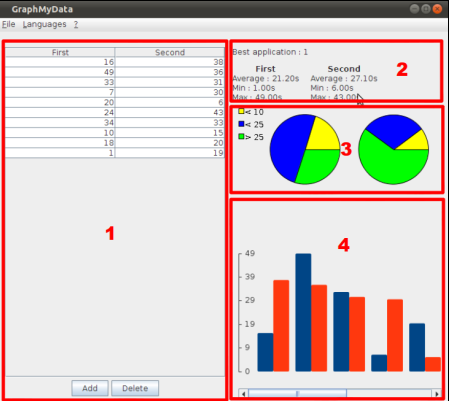 GraphMyData
File Languages ?
First Second
16 38
49 36
33 31
7 30
20 6
24 43
34 33
10 15
18 20
1 19
1
Add Delete
Best application : 1
First Second
Average : 21.20s Average : 27.10s
Min : 1.00s Min : 6.00s
Max : 49.00s Max : 43.00s
2
< 10
< 25
> 25
3
4
49
39
29
19
9
0